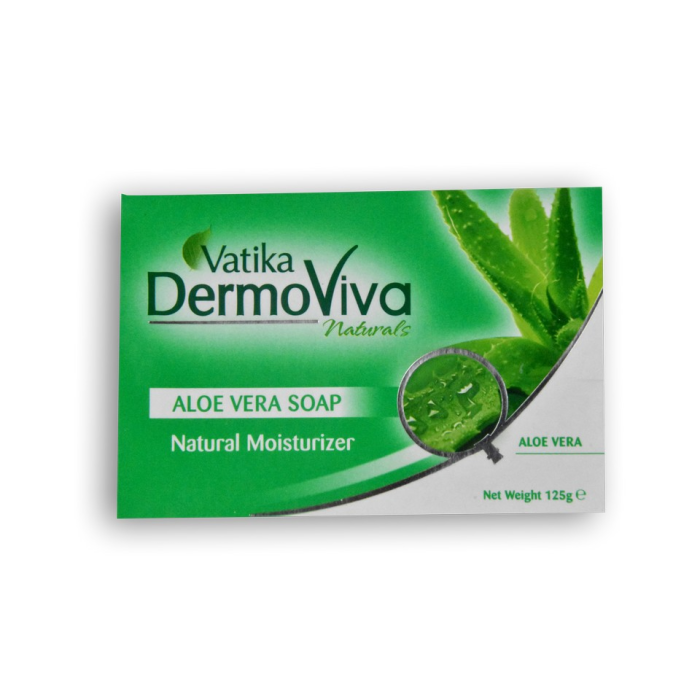 Vatika
DermoViva
Naturals
ALOE VERA SOAP
Natural Moisturizer
ALOE VERA
Net Weight 125g ℮